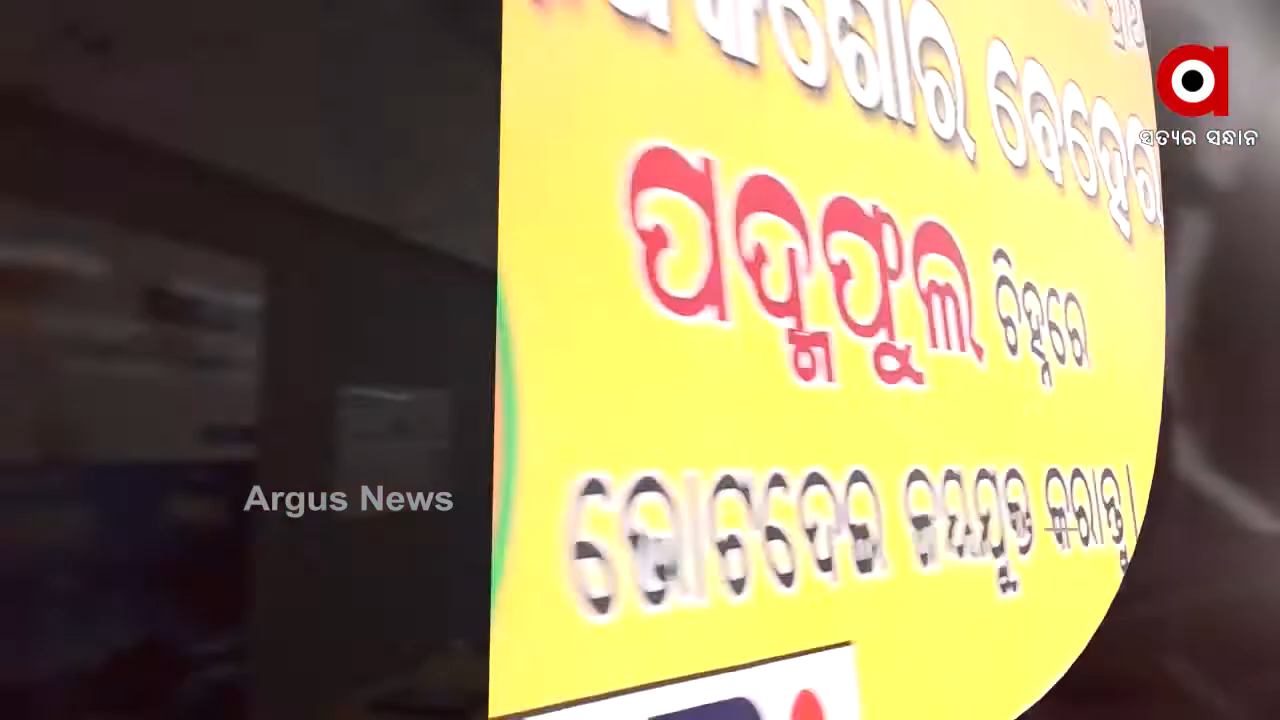 କିଶୋର ବେହେରା
ପଦ୍ମଫୁଲ ଚିହ୍ନରେ
ଭୋଟଦେଇ ଜୟଯୁକ୍ତ କରାନ୍ତୁ।
ସତ୍ୟର ସନ୍ଧାନ
Argus News